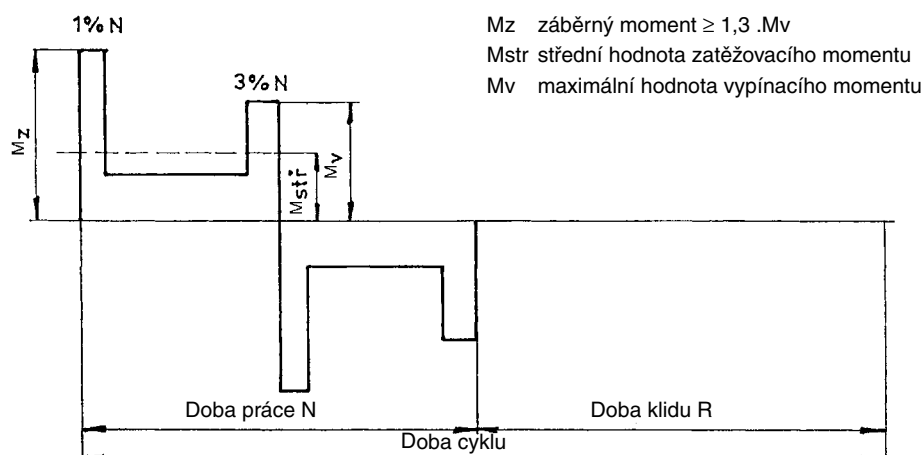 1% N
Mz záběrný moment ≥ 1,3 .Mv
Mstr střední hodnota zatěžovacího momentu
3% N
Mv maximální hodnota vypínacího momentu
Mz
Mstř
Mv
Doba práce N
Doba klidu R
Doba cyklu